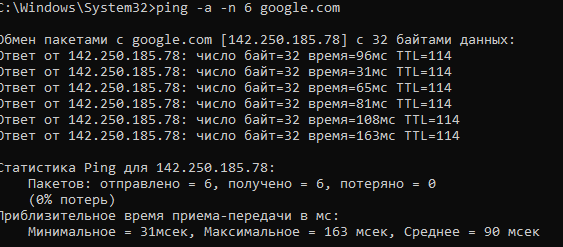 C:\Windows\System32>ping -a -n 6 google.com
Обмен пакетами с google.com [142.250.185.78] с 32 байтами данных:
Ответ от 142.250.185.78: число байт=32 время=96мс TTL=114
Ответ от 142.250.185.78: число байт=32 время=31мс TTL=114
Ответ от 142.250.185.78: число байт=32 время=65мс TTL=114
Ответ от 142.250.185.78: число байт=32 время=81мс TTL=114
Ответ от 142.250.185.78: число байт=32 время=108мс TTL=114
Ответ от 142.250.185.78: число байт=32 время=163мс TTL=114
Статистика Ping для 142.250.185.78:
Пакетов: отправлено = 6, получено = 6, потеряно = 0
(0% потерь)
Приблизительное время приема-передачи в мс:
Минимальное = 31мсек, Максимальное = 163 мсек, Среднее = 90 мсек